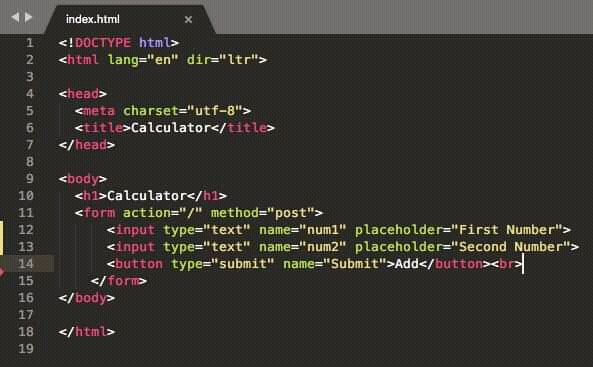 index.html
1 <!DOCTYPE html>
2 <html lang="en" dir="ltr">
3
4 <head>
5   <meta charset="utf-8">
6   <title>Calculator</title>
7 </head>
8
9 <body>
10   <h1>Calculator</h1>
11   <form action="/" method="post">
12       <input type="text" name="num1" placeholder="First Number">
13       <input type="text" name="num2" placeholder="Second Number">
14       <button type="submit" name="Submit">Add</button><br>
15     </form>
16 </body>
17
18 </html>
19